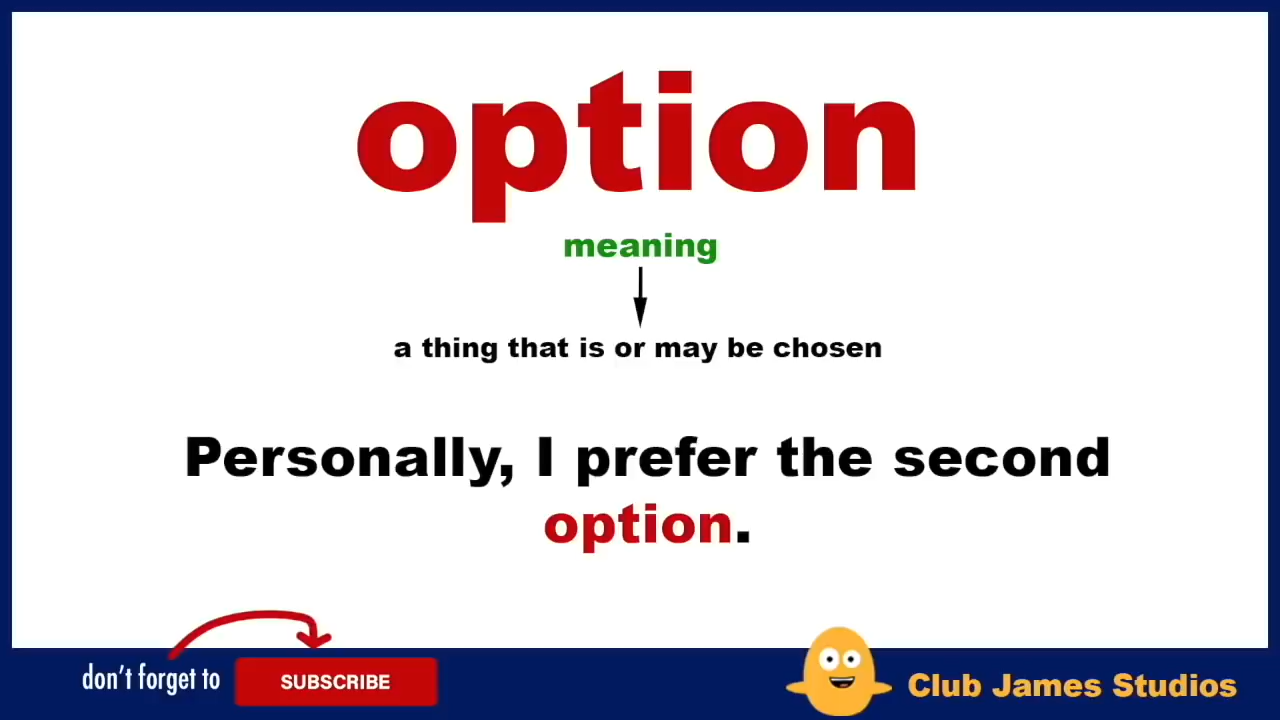 option
meaning
a thing that is or may be chosen
Personally, I prefer the second
option.
don't forget to
SUBSCRIBE
Club James Studios